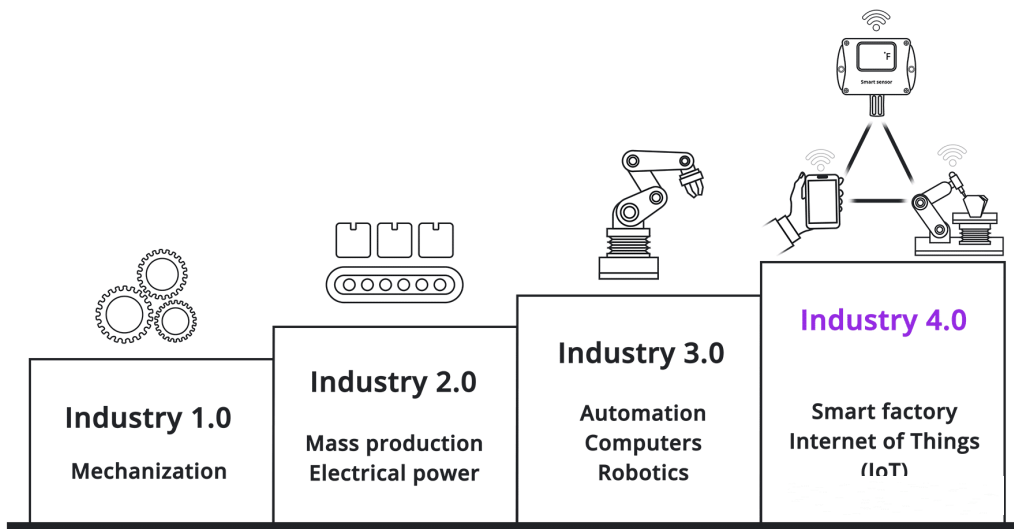 °F
Smart sensor
Industry 1.0
Mechanization
Industry 2.0
Mass production
Electrical power
Industry 3.0
Automation
Computers
Robotics
Industry 4.0
Smart factory
Internet of Things
(IoT)